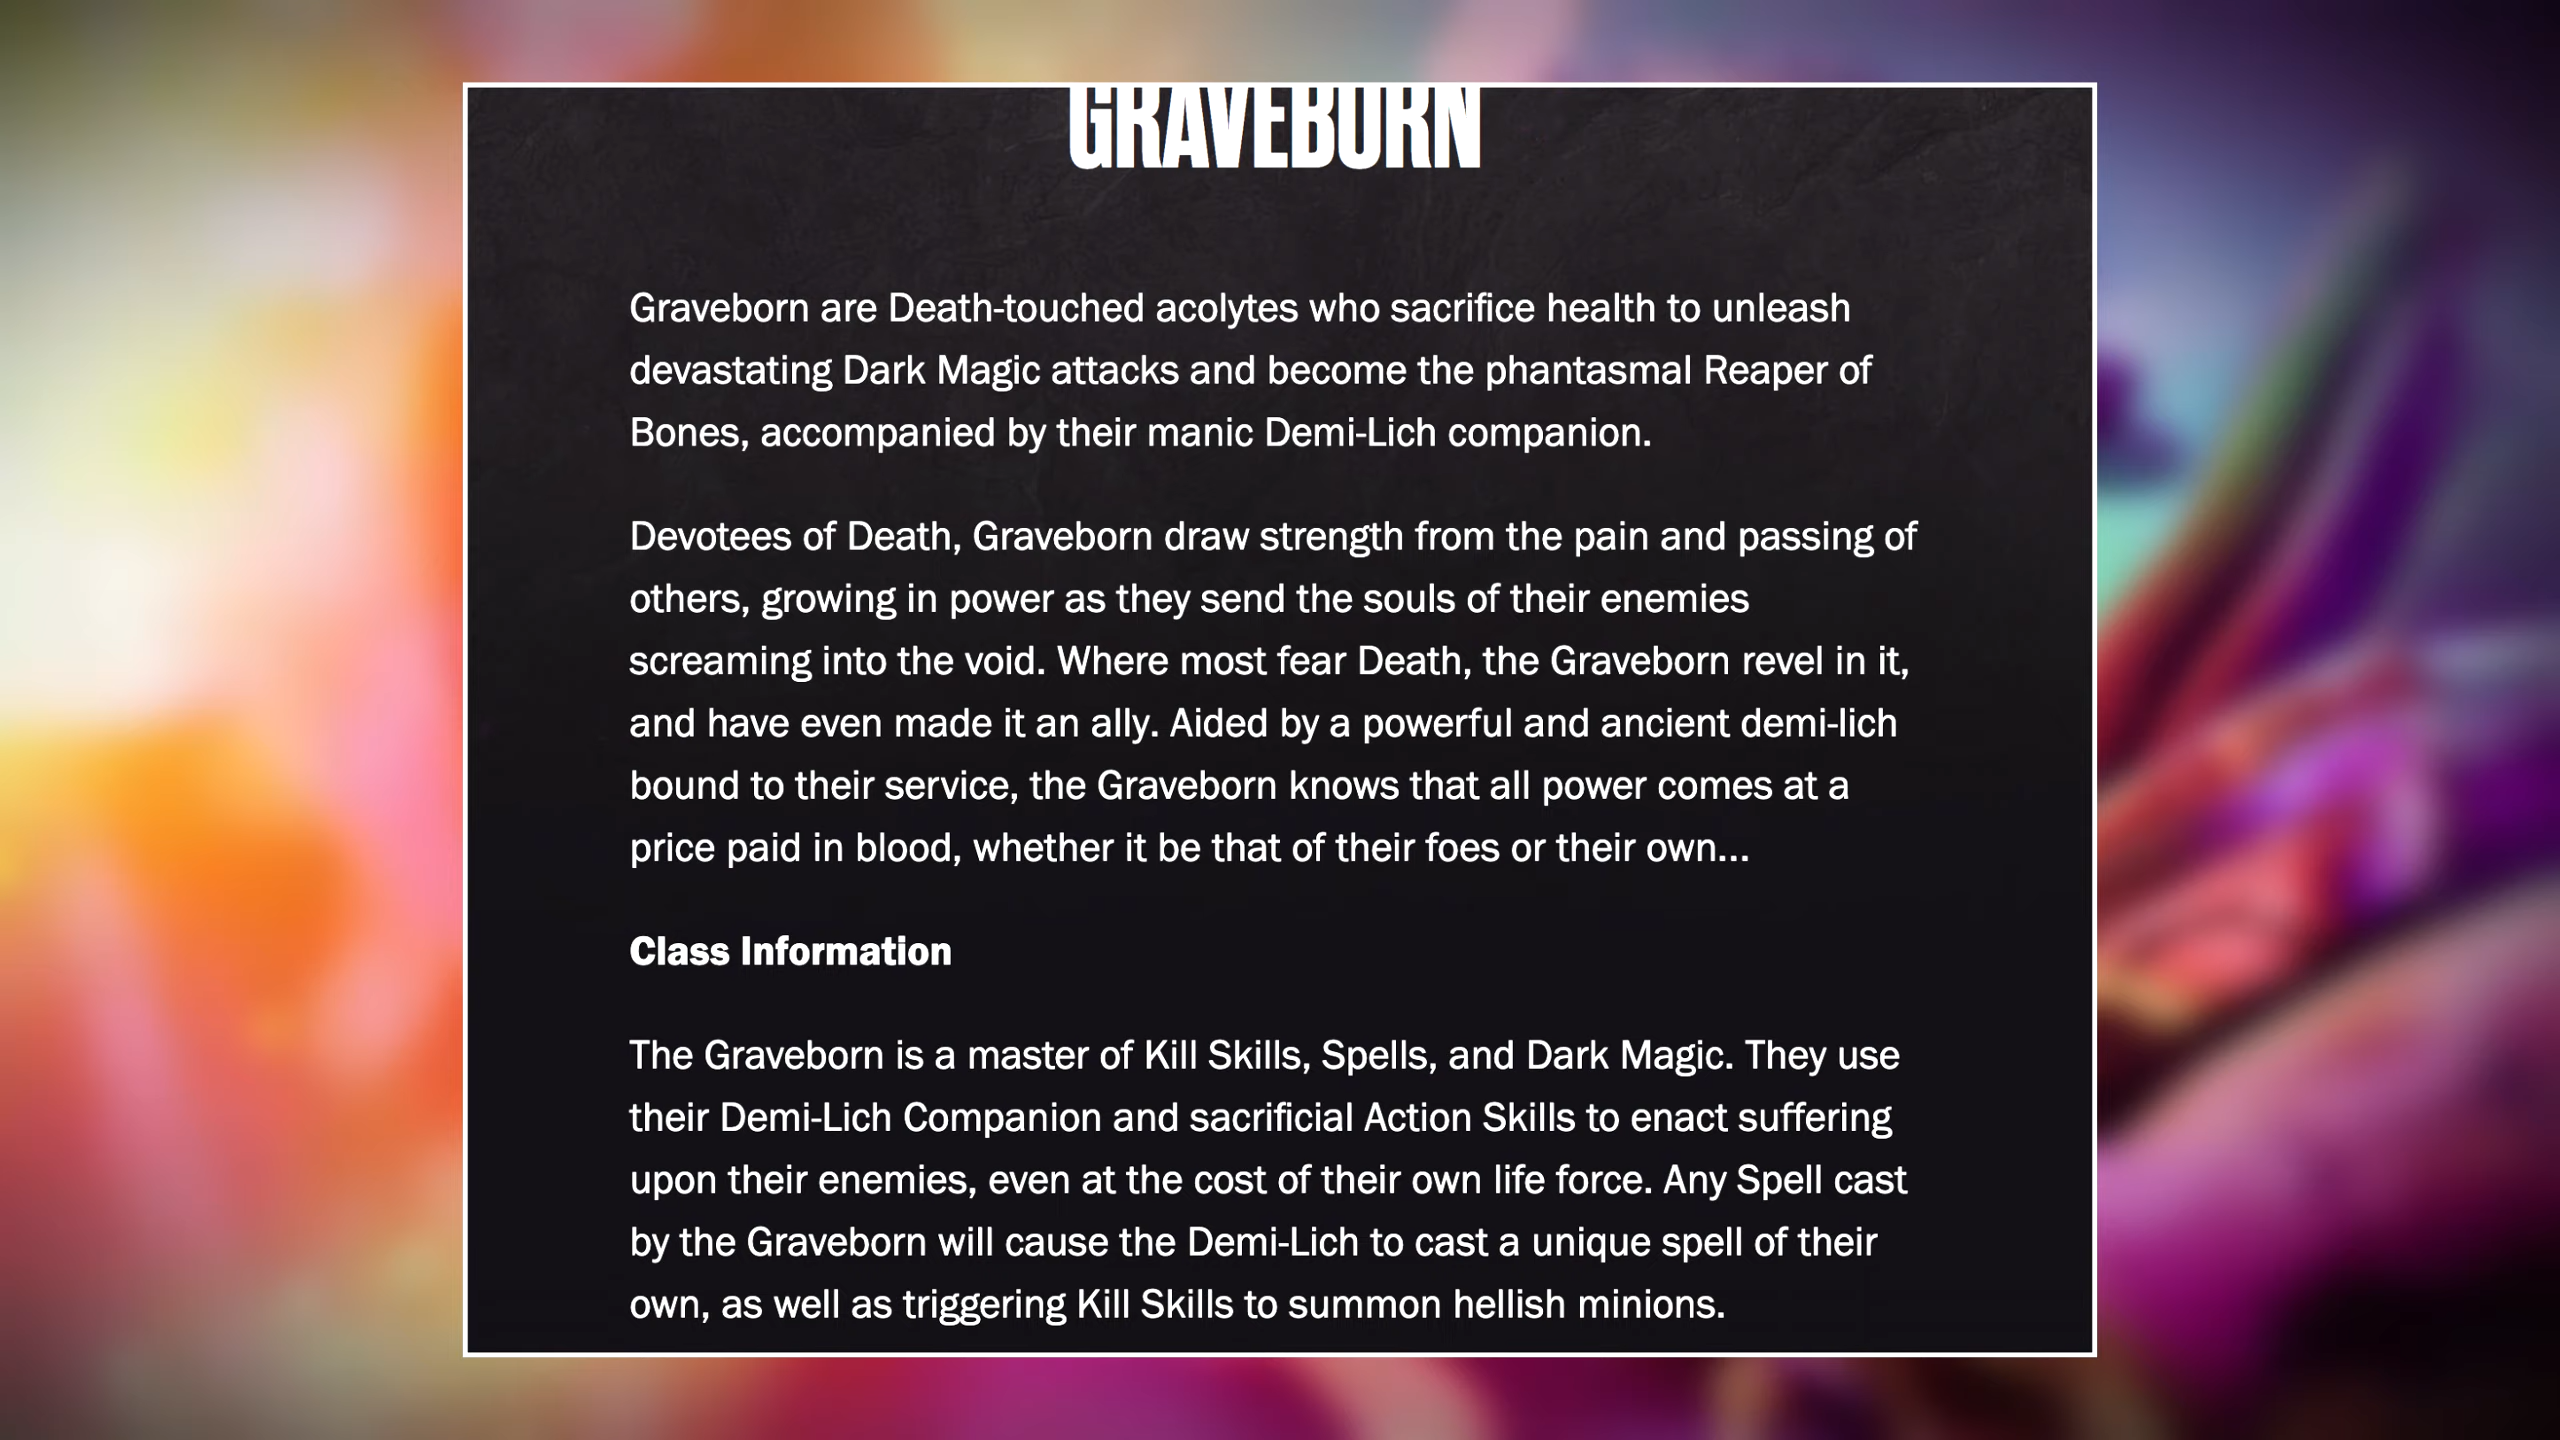 GRAVEBORN
Graveborn are Death-touched acolytes who sacrifice health to unleash
devastating Dark Magic attacks and become the phantasmal Reaper of
Bones, accompanied by their manic Demi-Lich companion.
Devotees of Death, Graveborn draw strength from the pain and passing of
others, growing in power as they send the souls of their enemies
screaming into the void. Where most fear Death, the Graveborn revel in it,
and have even made it an ally. Aided by a powerful and ancient demi-lich
bound to their service, the Graveborn knows that all power comes at a
price paid in blood, whether it be that of their foes or their own...
Class Information
The Graveborn is a master of Kill Skills, Spells, and Dark Magic. They use
their Demi-Lich Companion and sacrificial Action Skills to enact suffering
upon their enemies, even at the cost of their own life force. Any Spell cast
by the Graveborn will cause the Demi-Lich to cast a unique spell of their
own, as well as triggering Kill Skills to summon hellish minions.